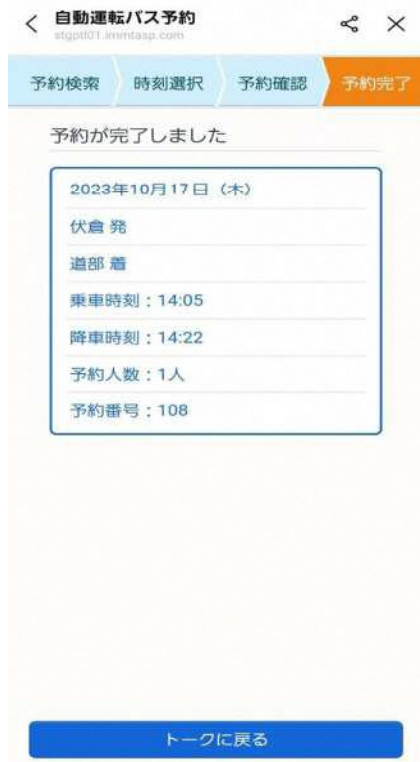 自動運転バス予約
stgptl01.immtasp.com
予約検索
時刻選択
予約確認
予約完了
予約が完了しました
2023年10月17日（木）
伏倉 発
道部 着
乗車時刻：14:05
降車時刻：14:22
予約人数：1人
予約番号：108
トークに戻る